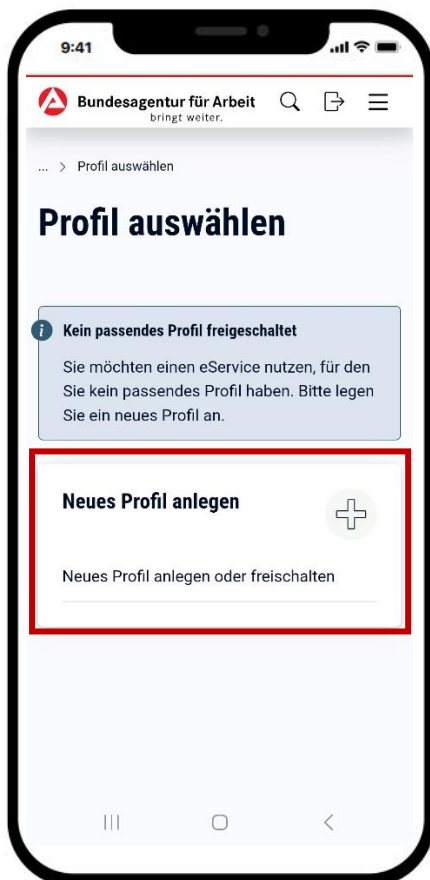 9:41
Bundesagentur für Arbeit
bringt weiter.
... > Profil auswählen
Profil auswählen
Kein passendes Profil freigeschaltet
Sie möchten einen eService nutzen, für den
Sie kein passendes Profil haben. Bitte legen
Sie ein neues Profil an.
Neues Profil anlegen
Neues Profil anlegen oder freischalten